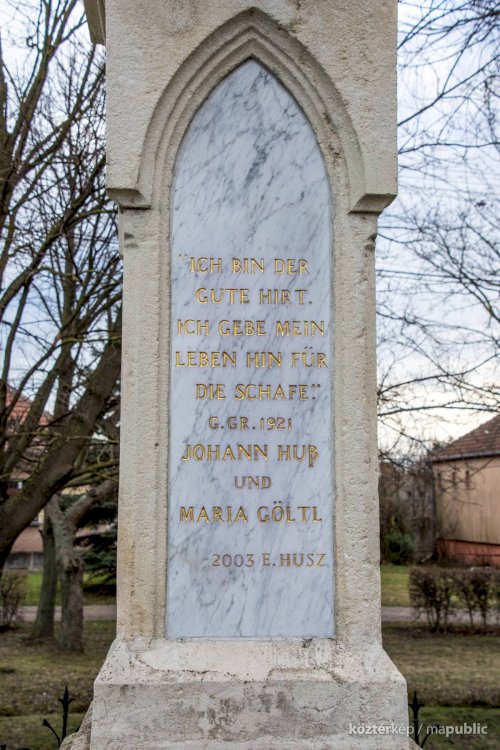 "ICH BIN DER
GUTE HIRT.
ICH GEBE MEIN
LEBEN HIN FÜR
DIE SCHAFE."
G.GR. 1921
JOHANN HUß
UND
MARIA GÖLTL
2003 E.HUSZ
köztérkép / mapublic